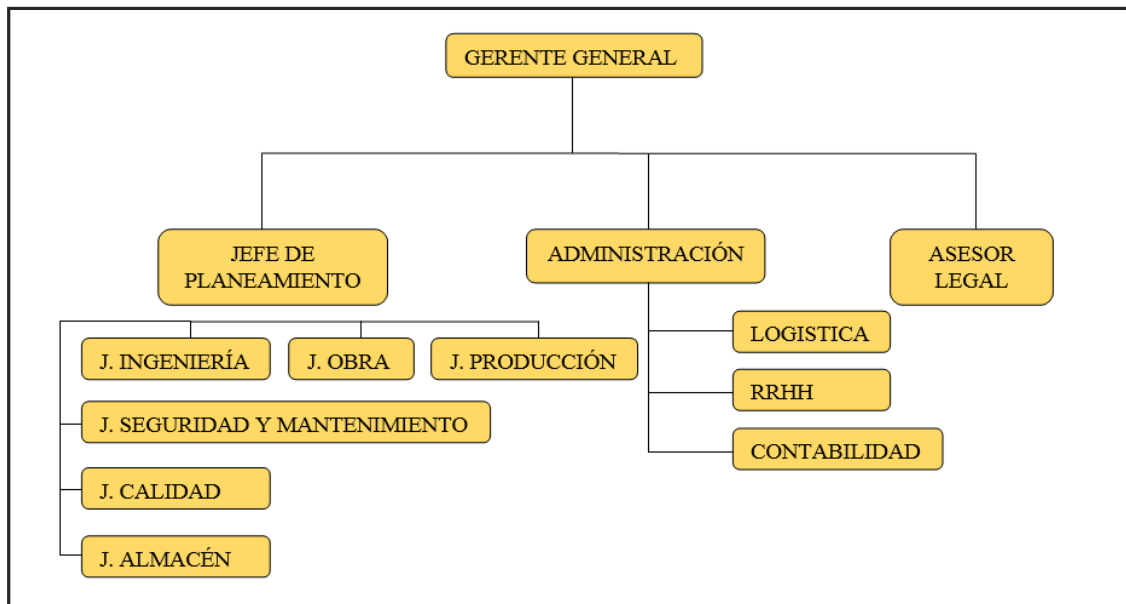 GERENTE GENERAL
JEFE DE
PLANEAMIENTO
ADMINISTRACIÓN
ASESOR
LEGAL
J. INGENIERÍA
J. OBRA
J. PRODUCCIÓN
J. SEGURIDAD Y MANTENIMIENTO
J. CALIDAD
J. ALMACÉN
LOGISTICA
RRHH
CONTABILIDAD